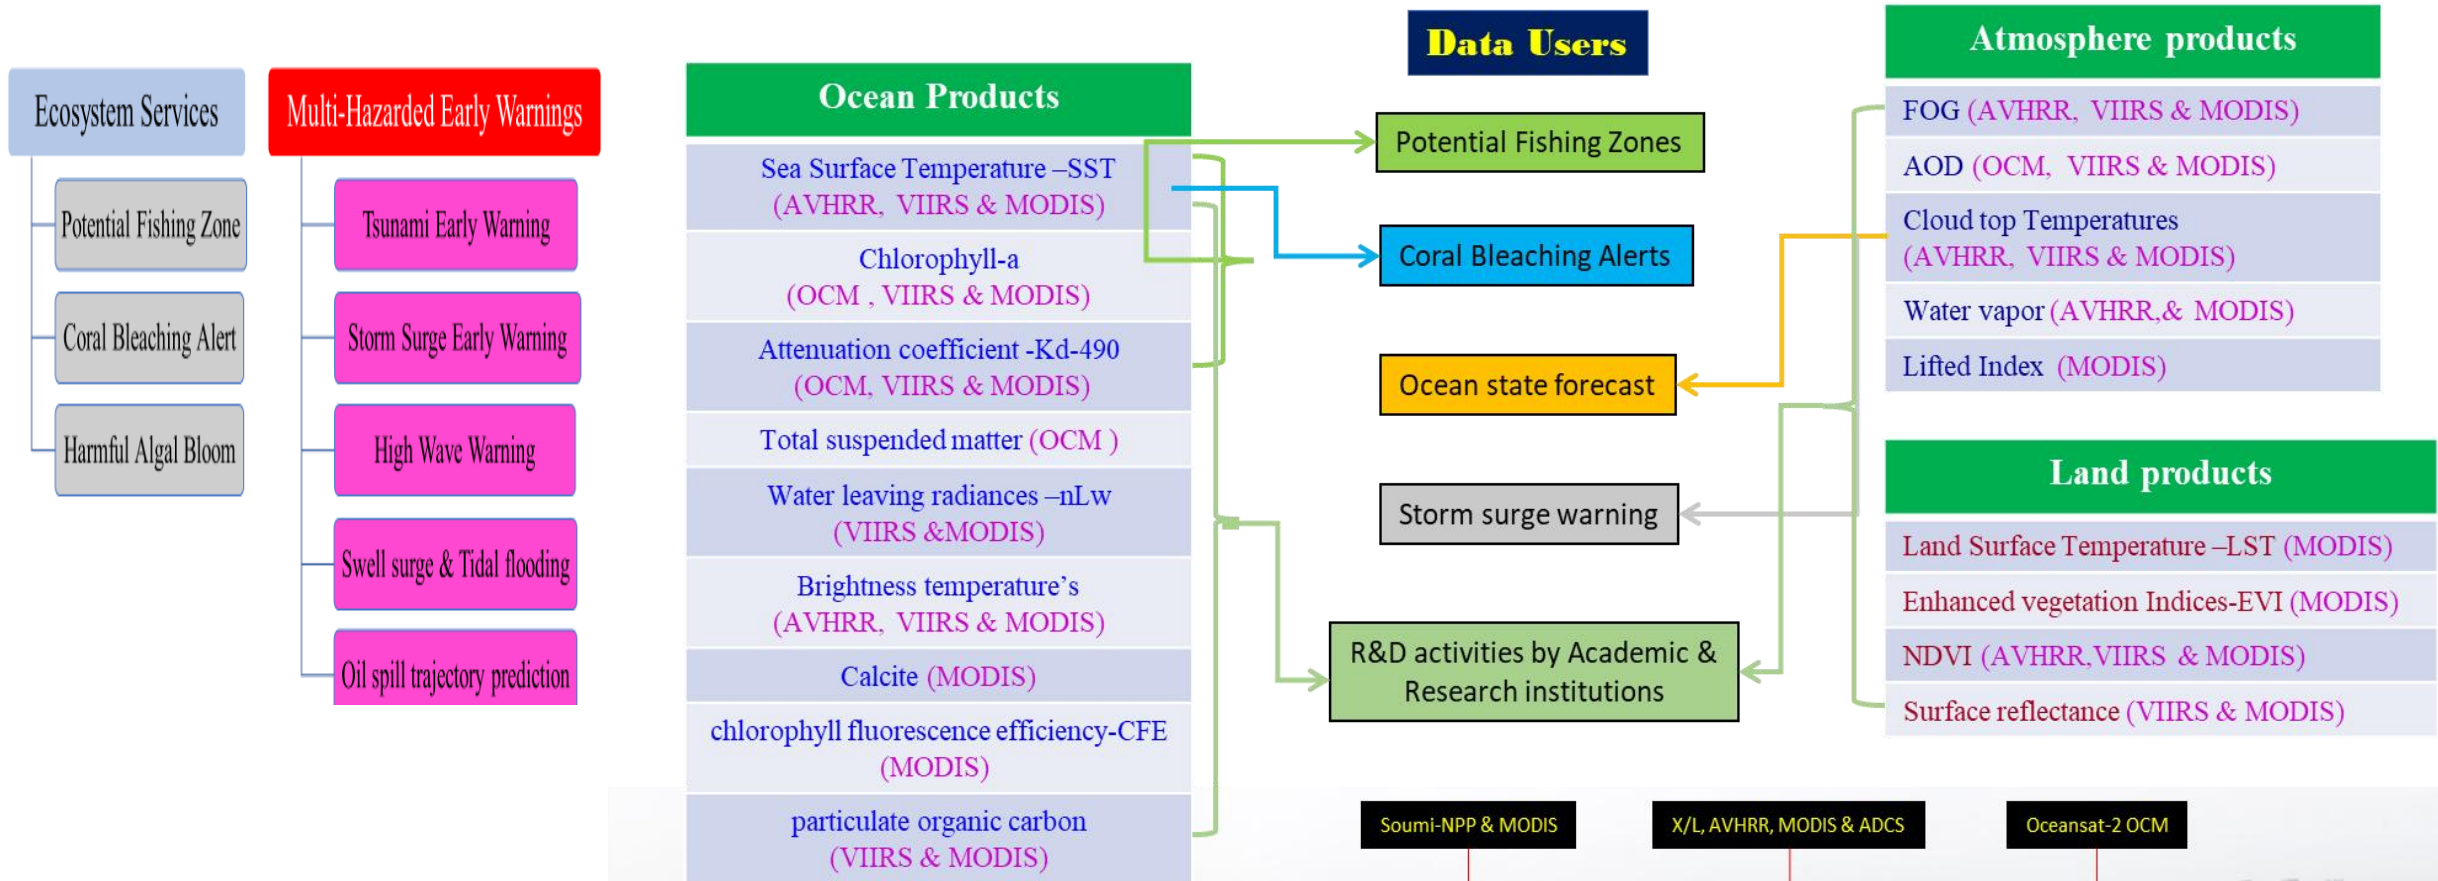 Ecosystem Services
Potential Fishing Zone
Coral Bleaching Alert
Harmful Algal Bloom
Multi-Hazarded Early Warnings
Tsunami Early Warning
Storm Surge Early Warning
High Wave Warning
Swell surge & Tidal flooding
Oil spill trajectory prediction
Ocean Products
Sea Surface Temperature –SST
(AVHRR, VIIRS & MODIS)
Chlorophyll-a
(OCM , VIIRS & MODIS)
Attenuation coefficient -Kd-490
(OCM, VIIRS & MODIS)
Total suspended matter (OCM )
Water leaving radiances –nLw
(VIIRS &MODIS)
Brightness temperature’s
(AVHRR, VIIRS & MODIS)
Calcite (MODIS)
chlorophyll fluorescence efficiency-CFE
(MODIS)
particulate organic carbon
(VIIRS & MODIS)
Data Users
Potential Fishing Zones
Coral Bleaching Alerts
Ocean state forecast
Storm surge warning
R&D activities by Academic &
Research institutions
Atmosphere products
FOG (AVHRR, VIIRS & MODIS)
AOD (OCM, VIIRS & MODIS)
Cloud top Temperatures
(AVHRR, VIIRS & MODIS)
Water vapor (AVHRR,& MODIS)
Lifted Index (MODIS)
Land products
Land Surface Temperature –LST (MODIS)
Enhanced vegetation Indices-EVI (MODIS)
NDVI (AVHRR,VIIRS & MODIS)
Surface reflectance (VIIRS & MODIS)
Soumi-NPP & MODIS
X/L, AVHRR, MODIS & ADCS
Oceansat-2 OCM